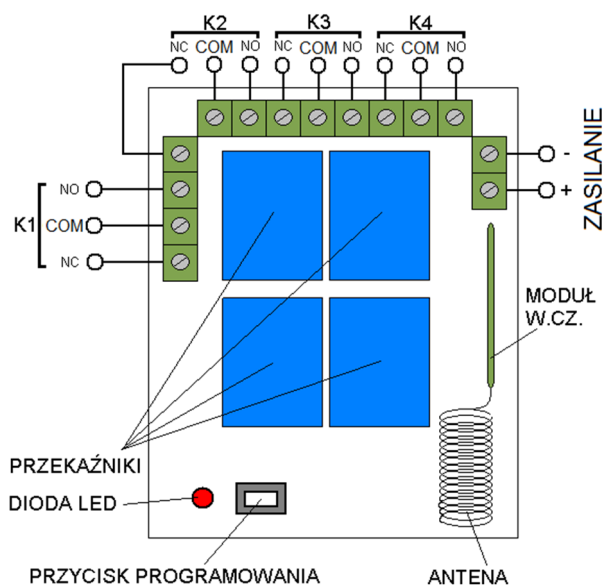 K2 K3 K4
NC COM NO NC COM NO NC COM NO
-
+
ZASILANIE
NO
K1 COM
NC
MODUŁ
W.CZ.
PRZEKAŹNIKI
DIODA LED
PRZYCISK PROGRAMOWANIA
ANTENA